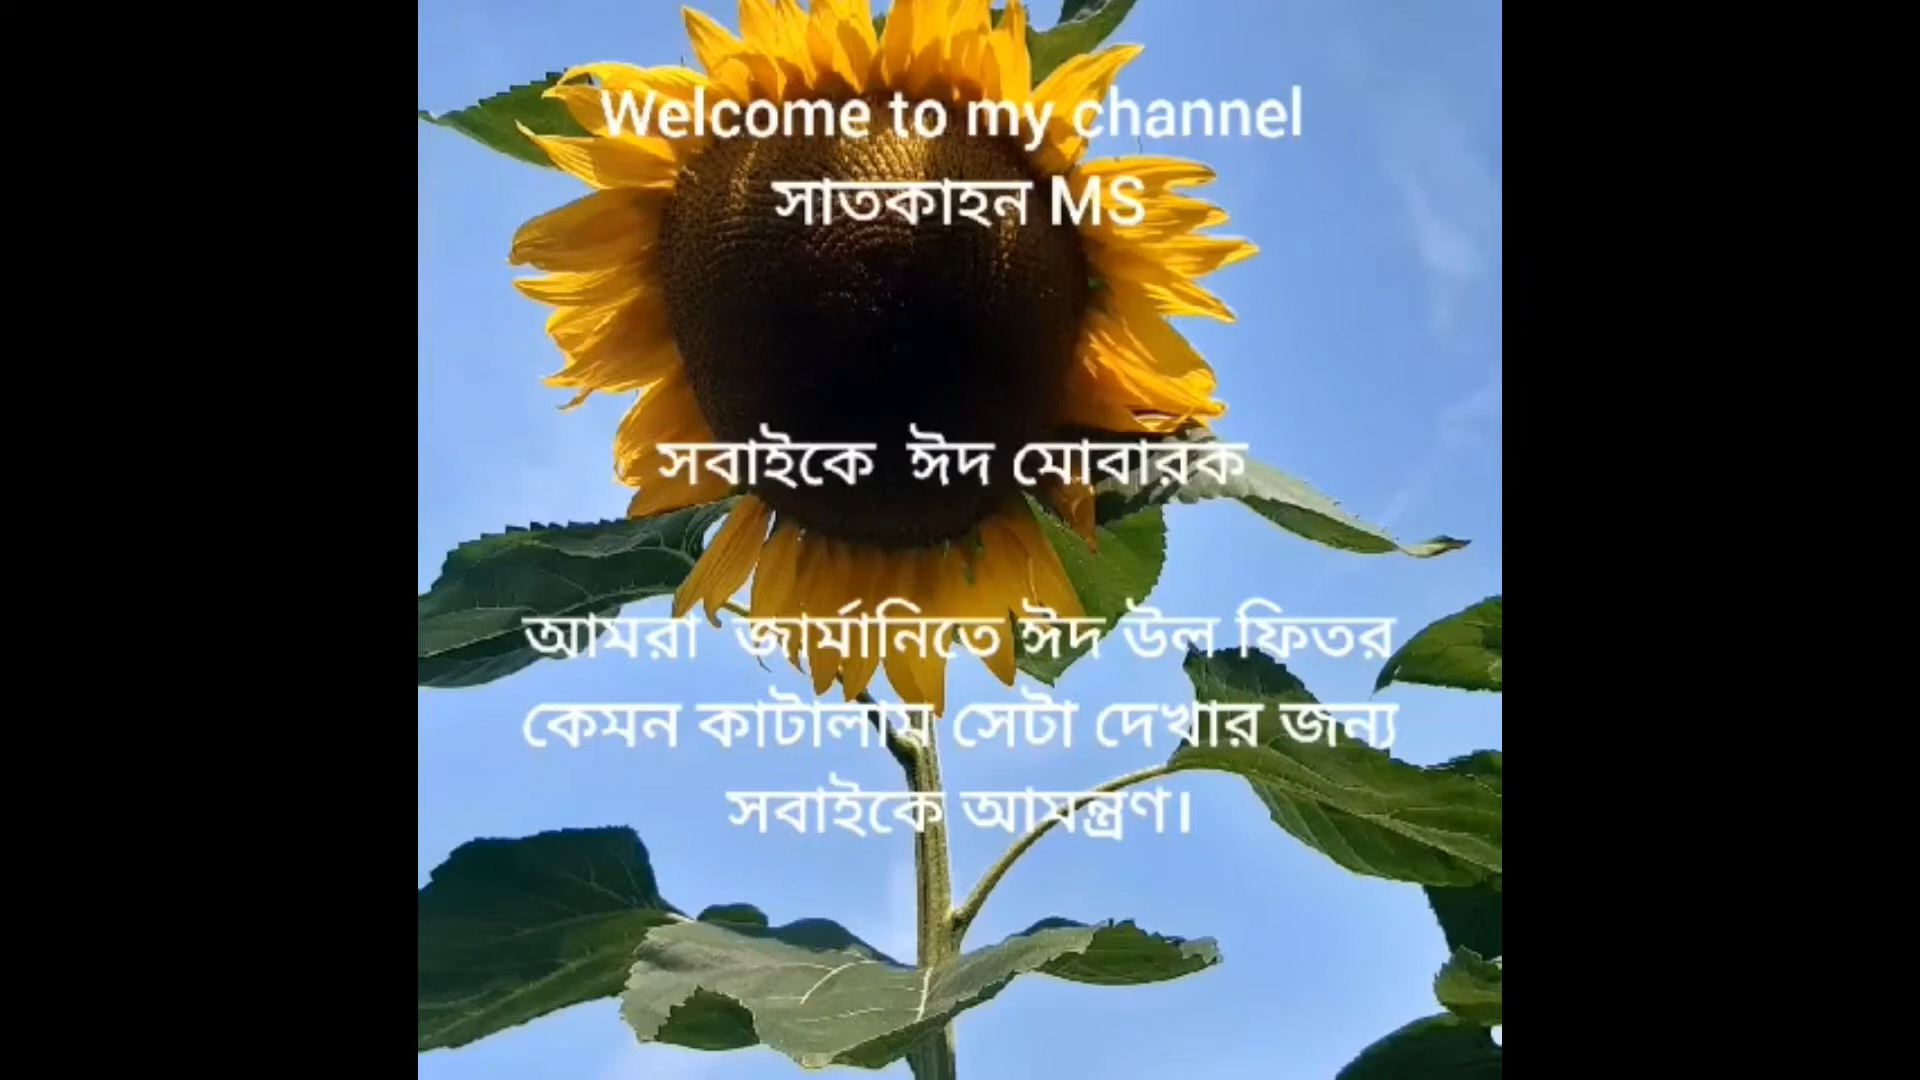 Welcome to my channel
সাতকাহন MS
সবাইকে ঈদ মোবারক
আমরা জার্মানিতে ঈদ উল ফিতর
কেমন কাটালাম সেটা দেখার জন্য
সবাইকে আমন্ত্রণ।